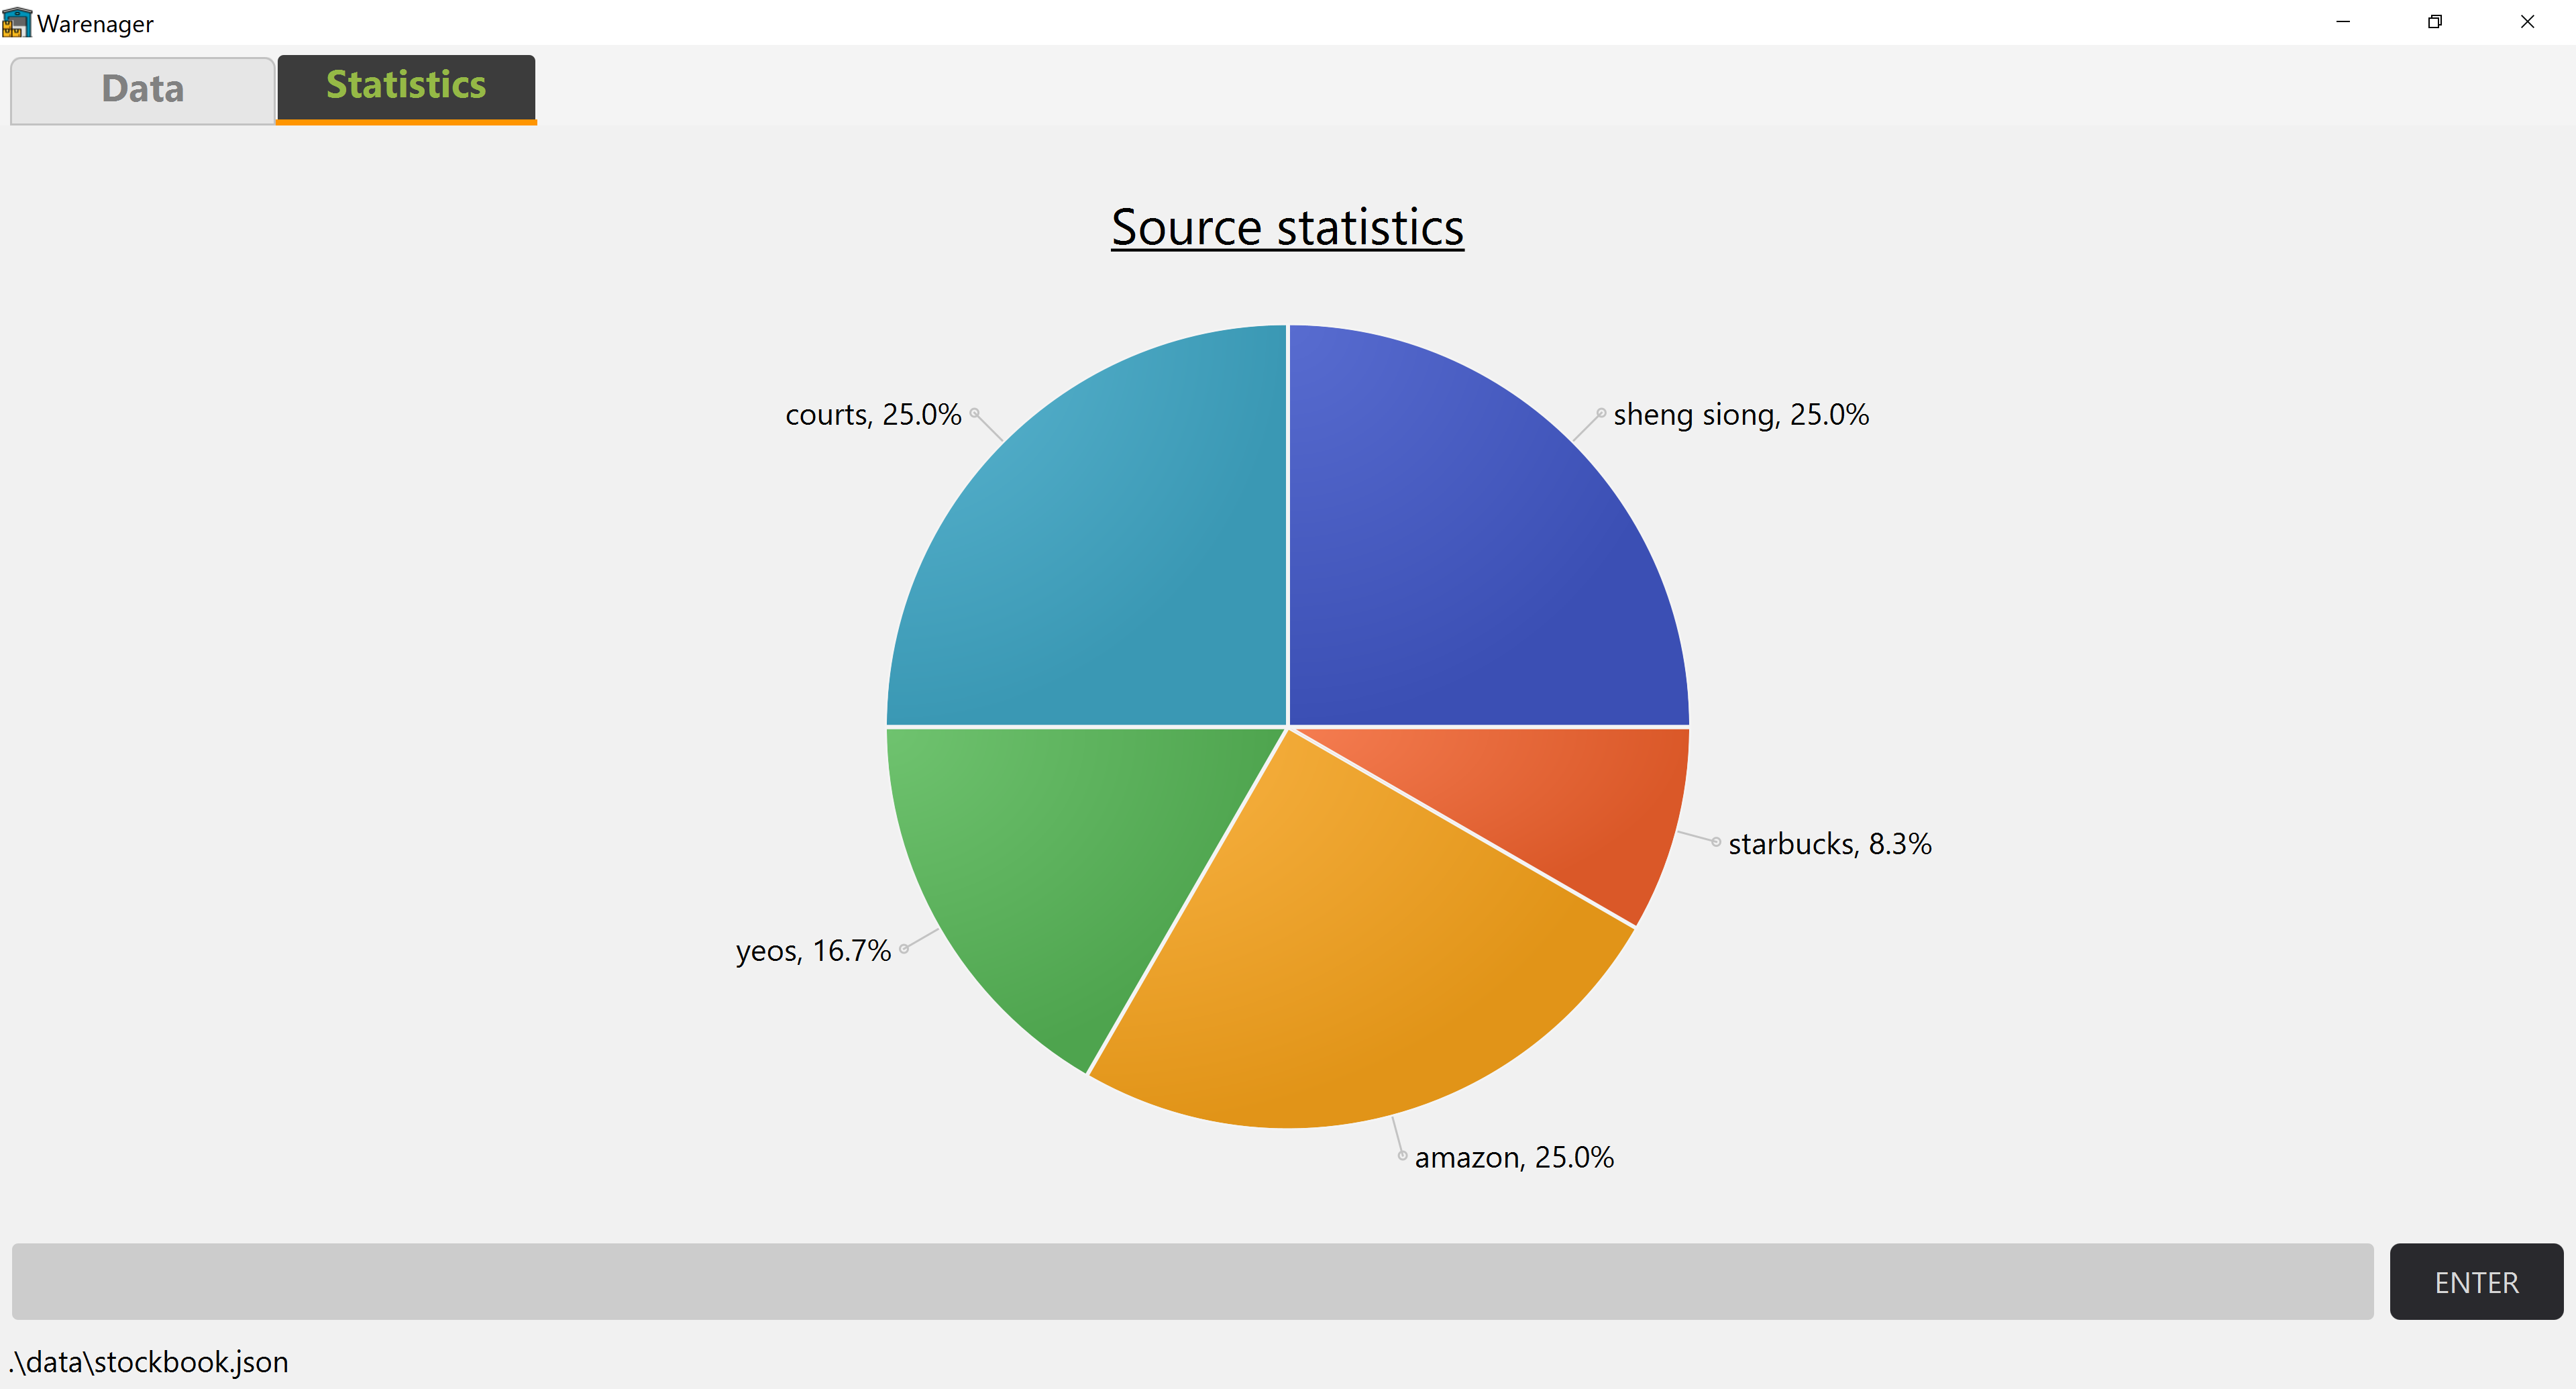 Warenager
Data
Statistics
Source statistics
courts, 25.0%
sheng siong, 25.0%
starbucks, 8.3%
yeos, 16.7%
amazon, 25.0%
ENTER
.\data\stockbook.json